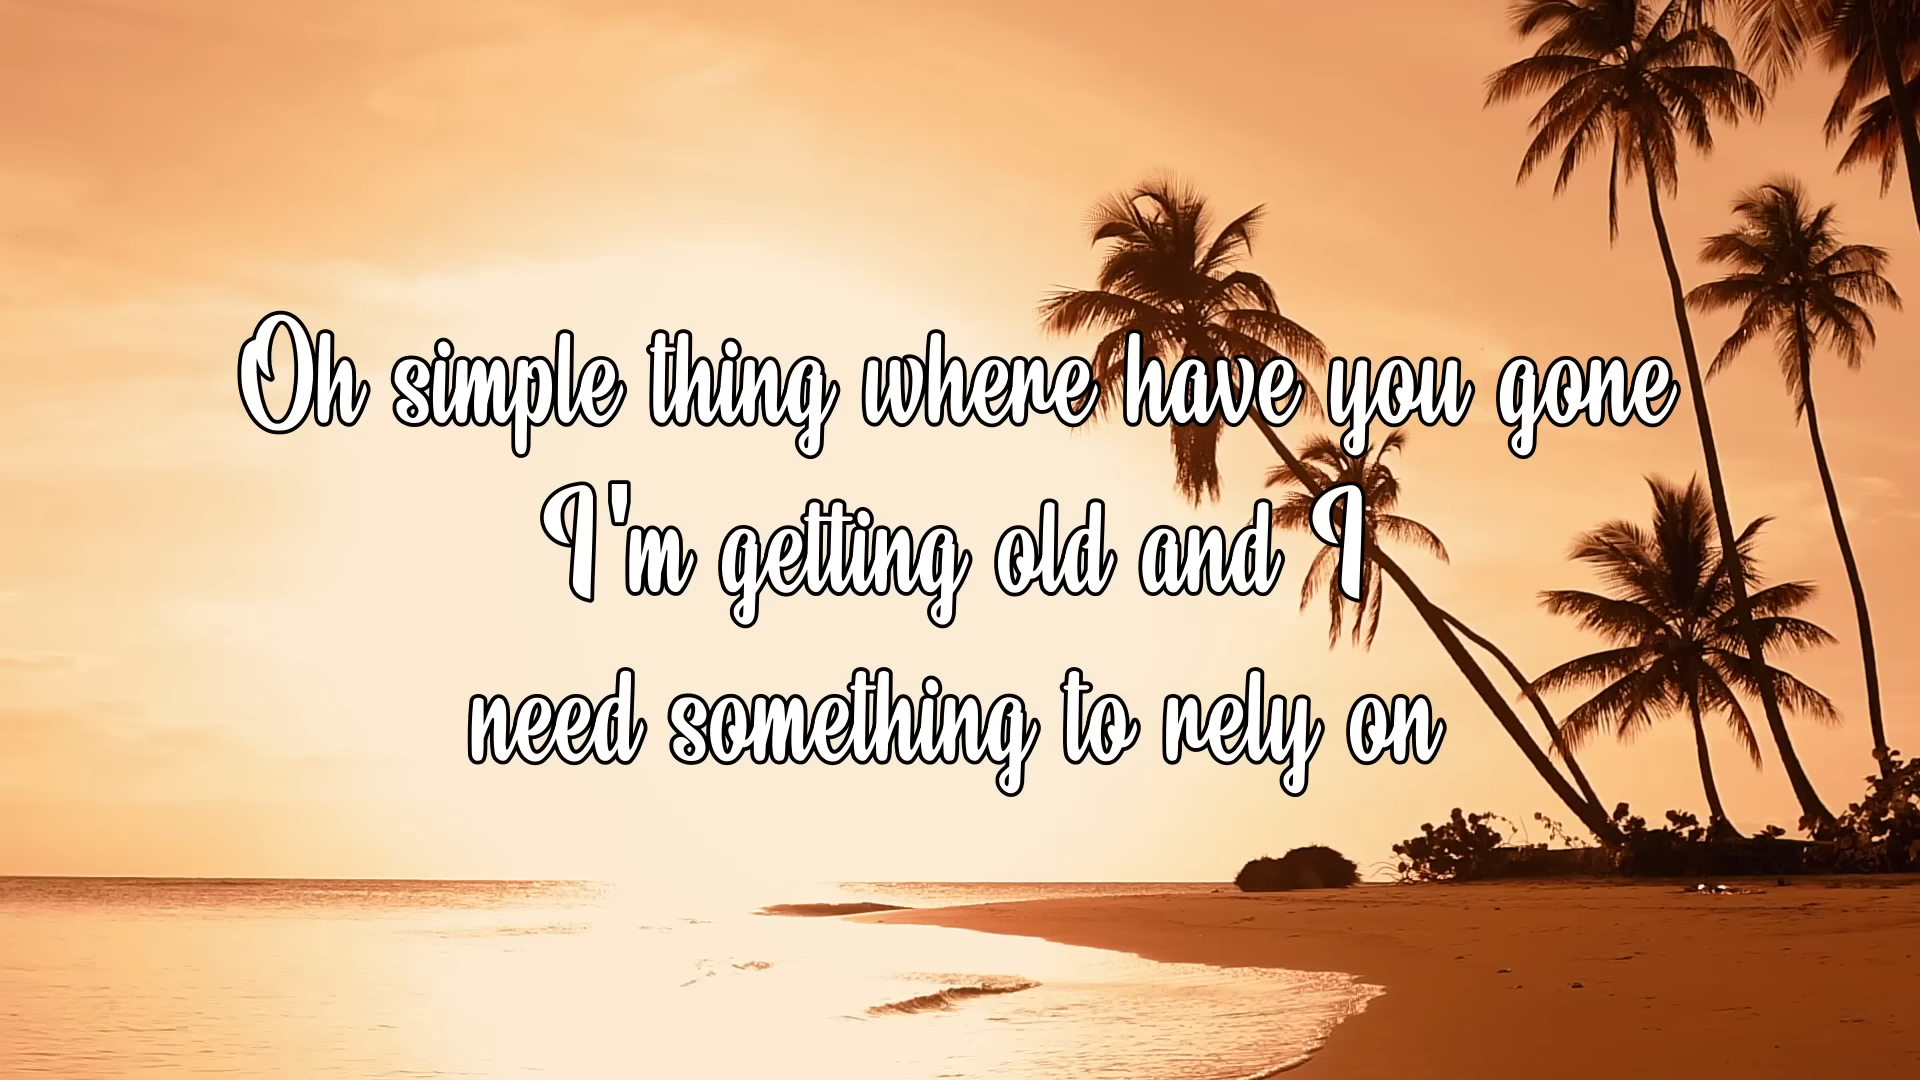 Oh simple thing where have you gone
I'm getting old and I
need something to rely on